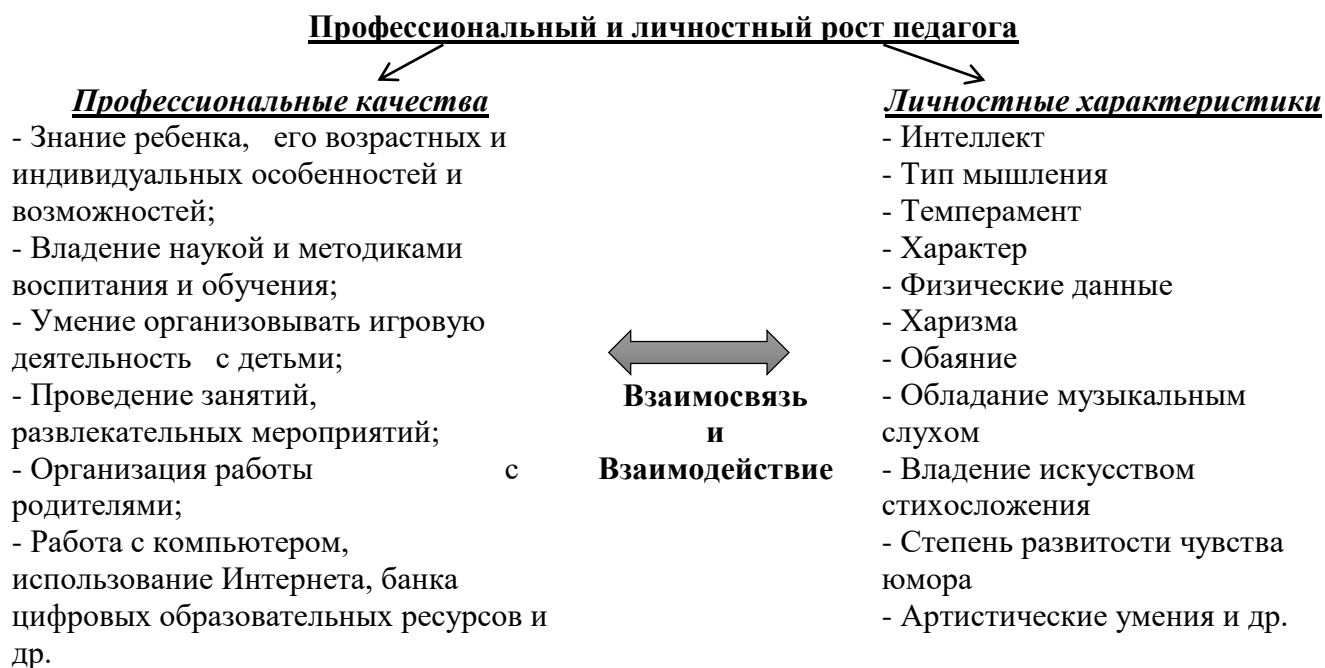 Профессиональный и личностный рост педагога
Профессиональные качества
- Знание ребенка, его возрастных и
индивидуальных особенностей и
возможностей;
- Владение наукой и методиками
воспитания и обучения;
- Умение организовывать игровую
деятельность с детьми;
- Проведение занятий,
развлекательных мероприятий;
- Организация работы с
родителями;
- Работа с компьютером,
использование Интернета, банка
цифровых образовательных ресурсов и
др.
Взаимосвязь
и
Взаимодействие
Личностные характеристики
- Интеллект
- Тип мышления
- Темперамент
- Характер
- Физические данные
- Харизма
- Обаяние
- Обладание музыкальным
слухом
- Владение искусством
стихосложения
- Степень развитости чувства
юмора
- Артистические умения и др.